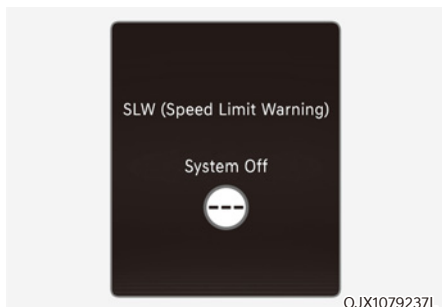 SLW (Speed Limit Warning)
System Off
---
OJX1079237L